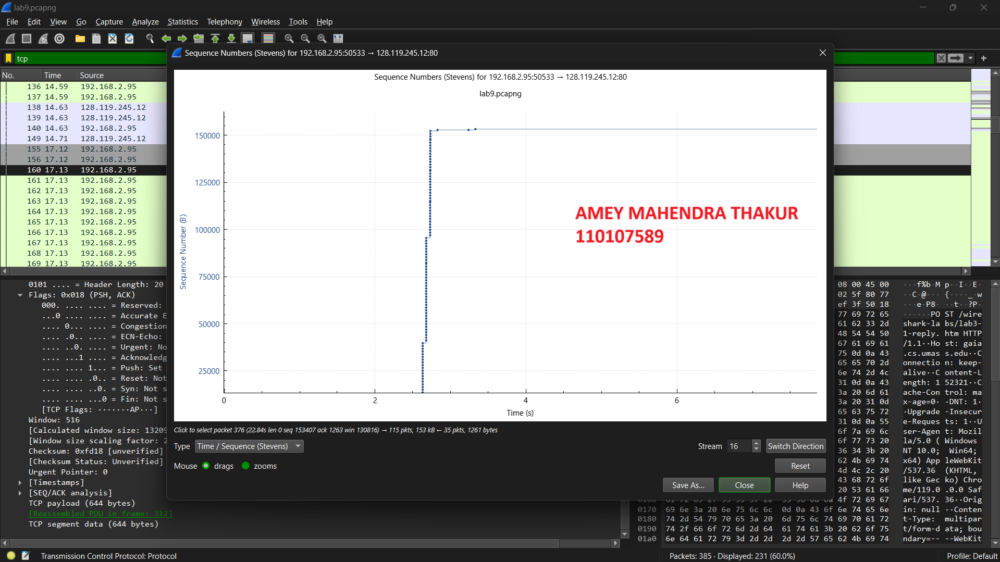 lab9.pcapng
File Edit View Go Capture Analyze Statistics Telephony Wireless Tools Help
tcp
Sequence Numbers (Stevens) for 192.168.2.95:50533 → 128.119.245.12:80
No. Time Source
136 14.59 192.168.2.95
137 14.59 192.168.2.95
138 14.63 128.119.245.12
139 14.63 128.119.245.12
140 14.63 192.168.2.95
149 14.71 128.119.245.12
155 17.12 192.168.2.95
156 17.12 192.168.2.95
160 17.13 192.168.2.95
161 17.13 192.168.2.95
162 17.13 192.168.2.95
163 17.13 192.168.2.95
164 17.13 192.168.2.95
165 17.13 192.168.2.95
166 17.13 192.168.2.95
167 17.13 192.168.2.95
168 17.13 192.168.2.95
169 17.13 192.168.2.95
Sequence Numbers (Stevens) for 192.168.2.95:50533 → 128.119.245.12:80
lab9.pcapng
Sequence Number (B)
150000
125000
100000
75000
50000
25000
0 2 4 6
Time (s)
AMEY MAHENDRA THAKUR
110107589
Click to select packet 376 (22.84s len 0 seq 153407 ack 1263 win 130816) → 115 pkts, 153 kB ← 35 pkts, 1261 bytes
Type Time / Sequence (Stevens)
Stream 16 Switch Direction
Mouse drags zooms
Reset
Save As... Close Help
0101 .... = Header Length: 20
Flags: 0x018 (PSH, ACK)
000. .... .... = Reserved:
...0 .... .... = Accurate E
.... 0... .... = Congestion
.... .0.. .... = ECN-Echo:
.... ..0. .... = Urgent: No
.... ...1 .... = Acknowledg
.... .... 1... = Push: Set
.... .... .0.. = Reset: Not
.... .... ..0. = Syn: Not s
.... .... ...0 = Fin: Not s
[TCP Flags: ·······AP···]
Window: 516
[Calculated window size: 13209
[Window size scaling factor: 2
Checksum: 0xfd18 [unverified]
[Checksum Status: Unverified]
Urgent Pointer: 0
[Timestamps]
[SEQ/ACK analysis]
TCP payload (644 bytes)
[Reassembled PDU in frame: 312]
TCP segment data (644 bytes)
08 00 45 00 ···f%b·M p··I··E·
02 5f 80 77 ··C·@··· {····_·w
ef 3f 50 18 ···e·P8· ··t··?P·
77 69 72 65 ······PO ST /wire
61 62 33 2d shark-la bs/lab3-
48 54 54 50 1-reply. htm HTTP
67 61 69 61 /1.1··Ho st: gaia
75 0d 0a 43 .cs.umas s.edu··C
65 65 70 2d onnectio n: keep-
6e 74 2d 4c alive··C ontent-L
31 0d 0a 43 ength: 1 52321··C
3a 20 6d 61 ache-Con trol: ma
3a 20 31 0d x-age=0· ·DNT: 1·
65 63 75 72 ·Upgrade -Insecur
31 0d 0a 55 e-Reques ts: 1··U
6f 7a 69 6c ser-Agen t: Mozil
6f 77 73 20 la/5.0 ( Windows
36 34 3b 20 NT 10.0; Win64;
62 4b 69 74 x64) App leWebKit
4d 4c 2c 20 /537.36 (KHTML,
43 68 72 6f like Gec ko) Chro
20 53 61 66 me/119.0 .0.0 Saf
4f 72 69 67 ari/537. 36··Orig
0170 69 6e 3a 20 6e 75 6c 6c 0d 0a 43 6f 6e 74 65 6e in: null ··Conten
0180 74 2d 54 79 70 65 3a 20 6d 75 6c 74 69 70 61 72 t-Type: multipar
0190 74 2f 66 6f 72 6d 2d 64 61 74 61 3b 20 62 6f 75 t/form-d ata; bou
01a0 6e 64 61 72 79 3d 2d 2d 2d 2d 57 65 62 4b 69 74 ndary=-- --WebKit
Transmission Control Protocol: Protocol
Packets: 385 · Displayed: 231 (60.0%)
Profile: Default